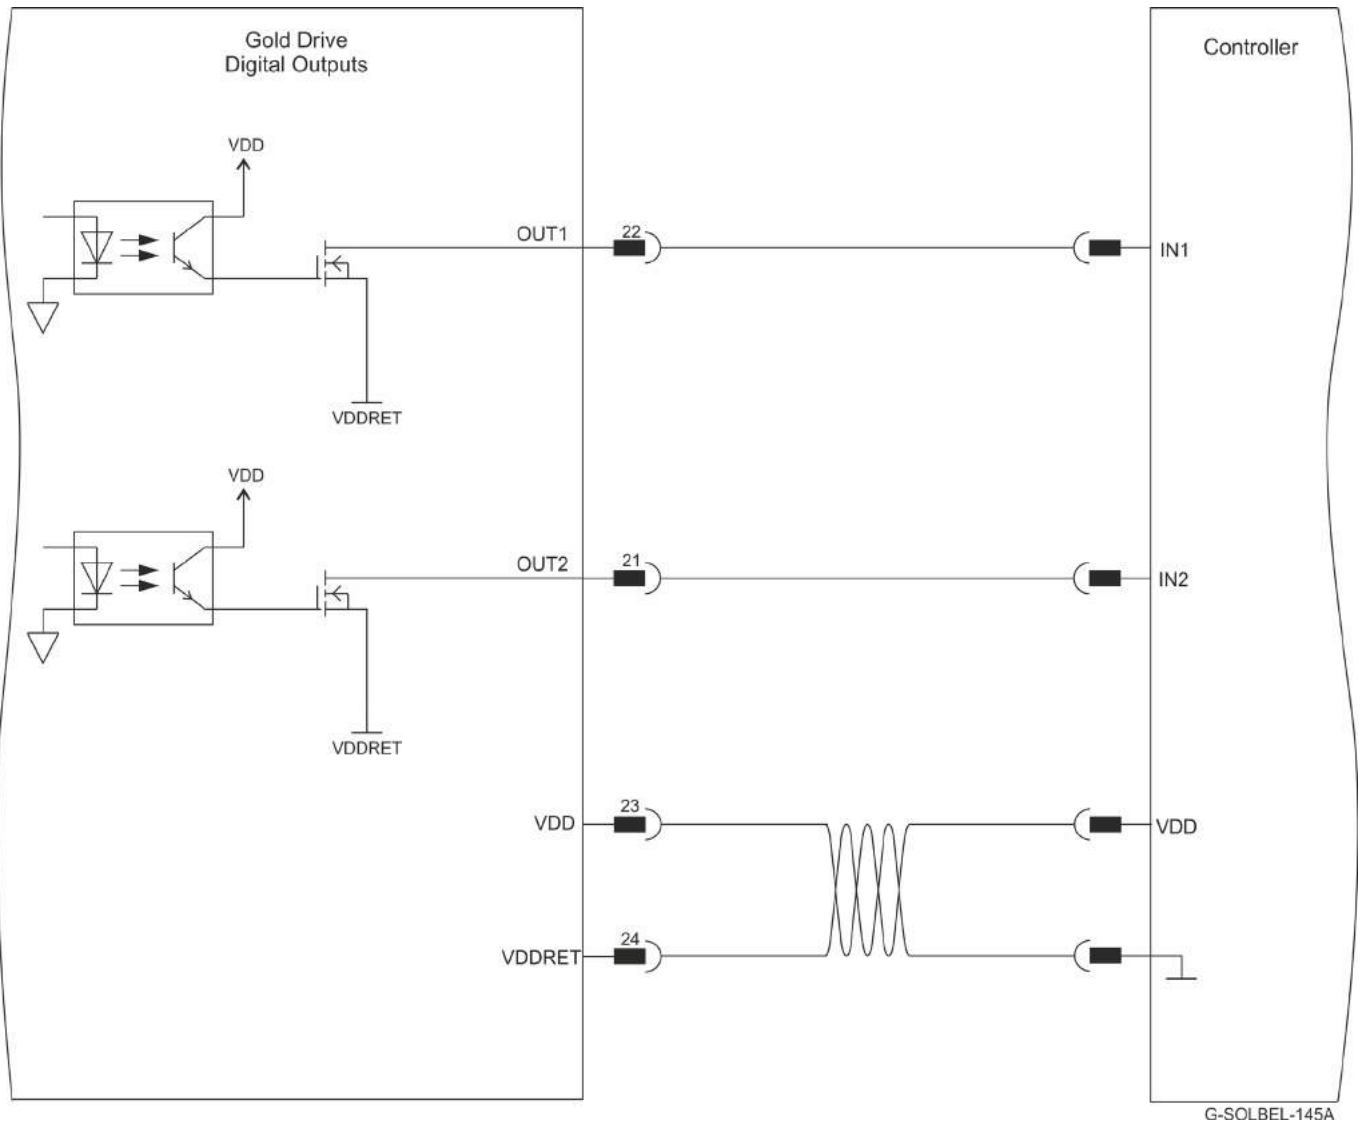 Gold Drive
Digital Outputs
Controller
VDD
OUT1
22
IN1
VDDRET
VDD
OUT2
21
IN2
VDDRET
VDD
23
VDD
VDDRET
24
G-SOLBEL-145A